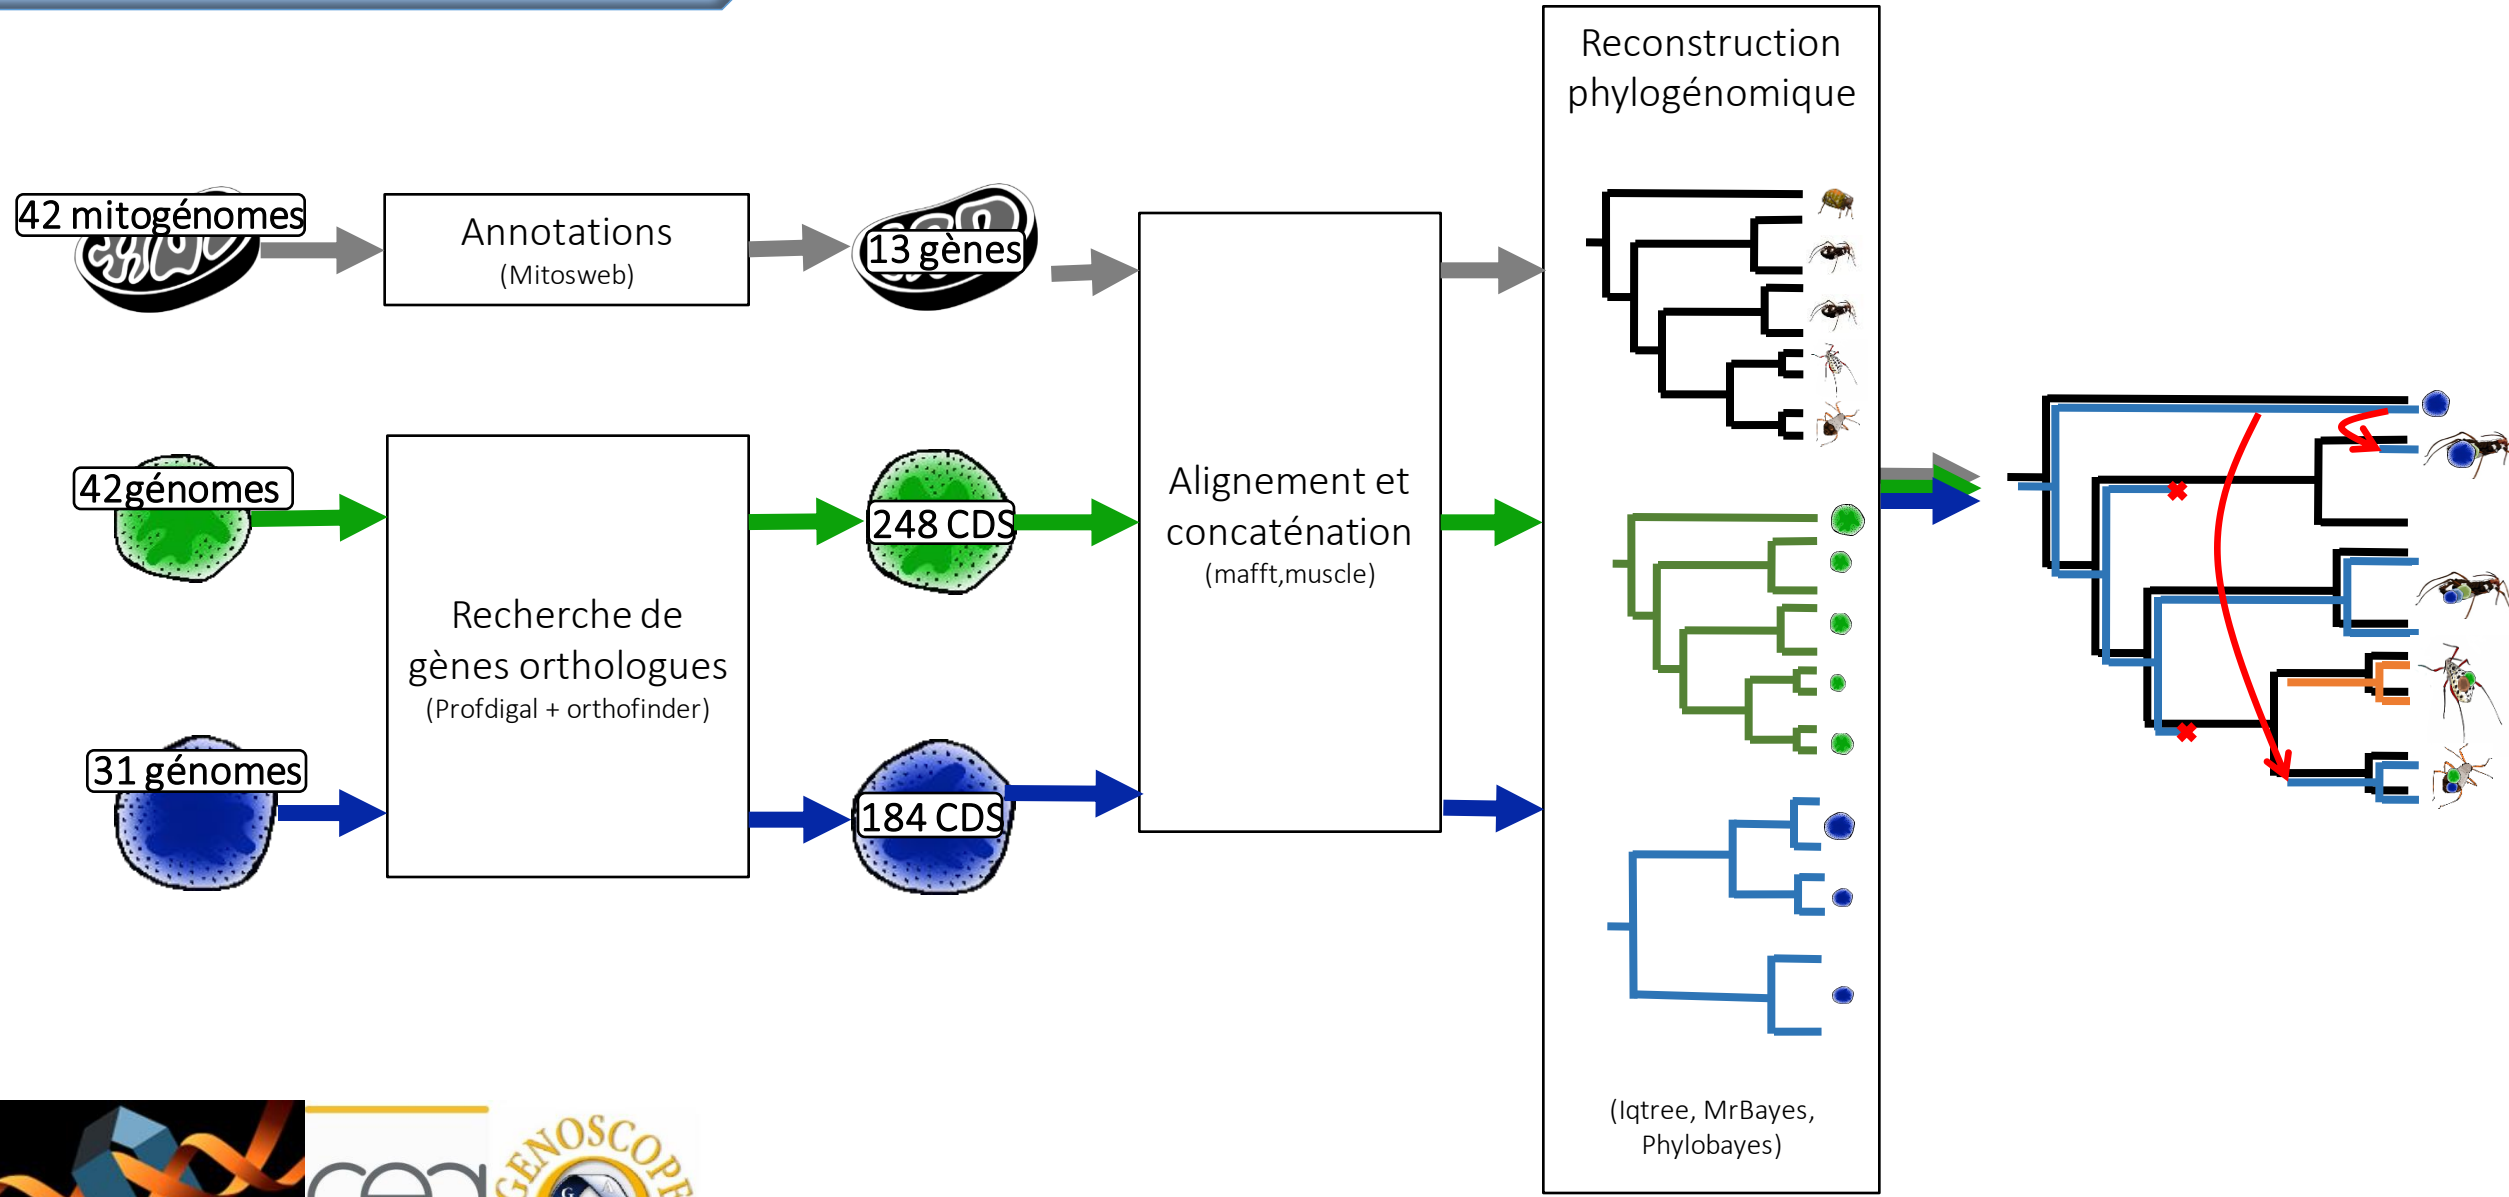 Reconstruction
phylogénomique
42 mitogénomes
Annotations
(Mitosweb)
13 gènes
42génomes
248 CDS
Alignement et
concaténation
(mafft,muscle)
Recherche de
gènes orthologues
(Profdigal + orthofinder)
31 génomes
184 CDS
(Iqtree, MrBayes,
Phylobayes)
GENOSCOPE
G A
cea